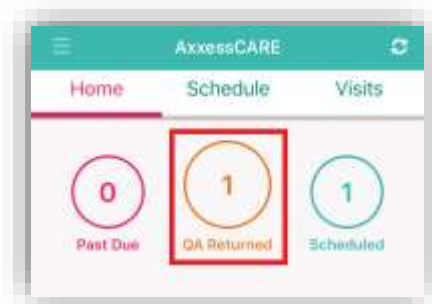 AxxessCARE
Home Schedule Visits
0 1 1
Past Due QA Returned Scheduled